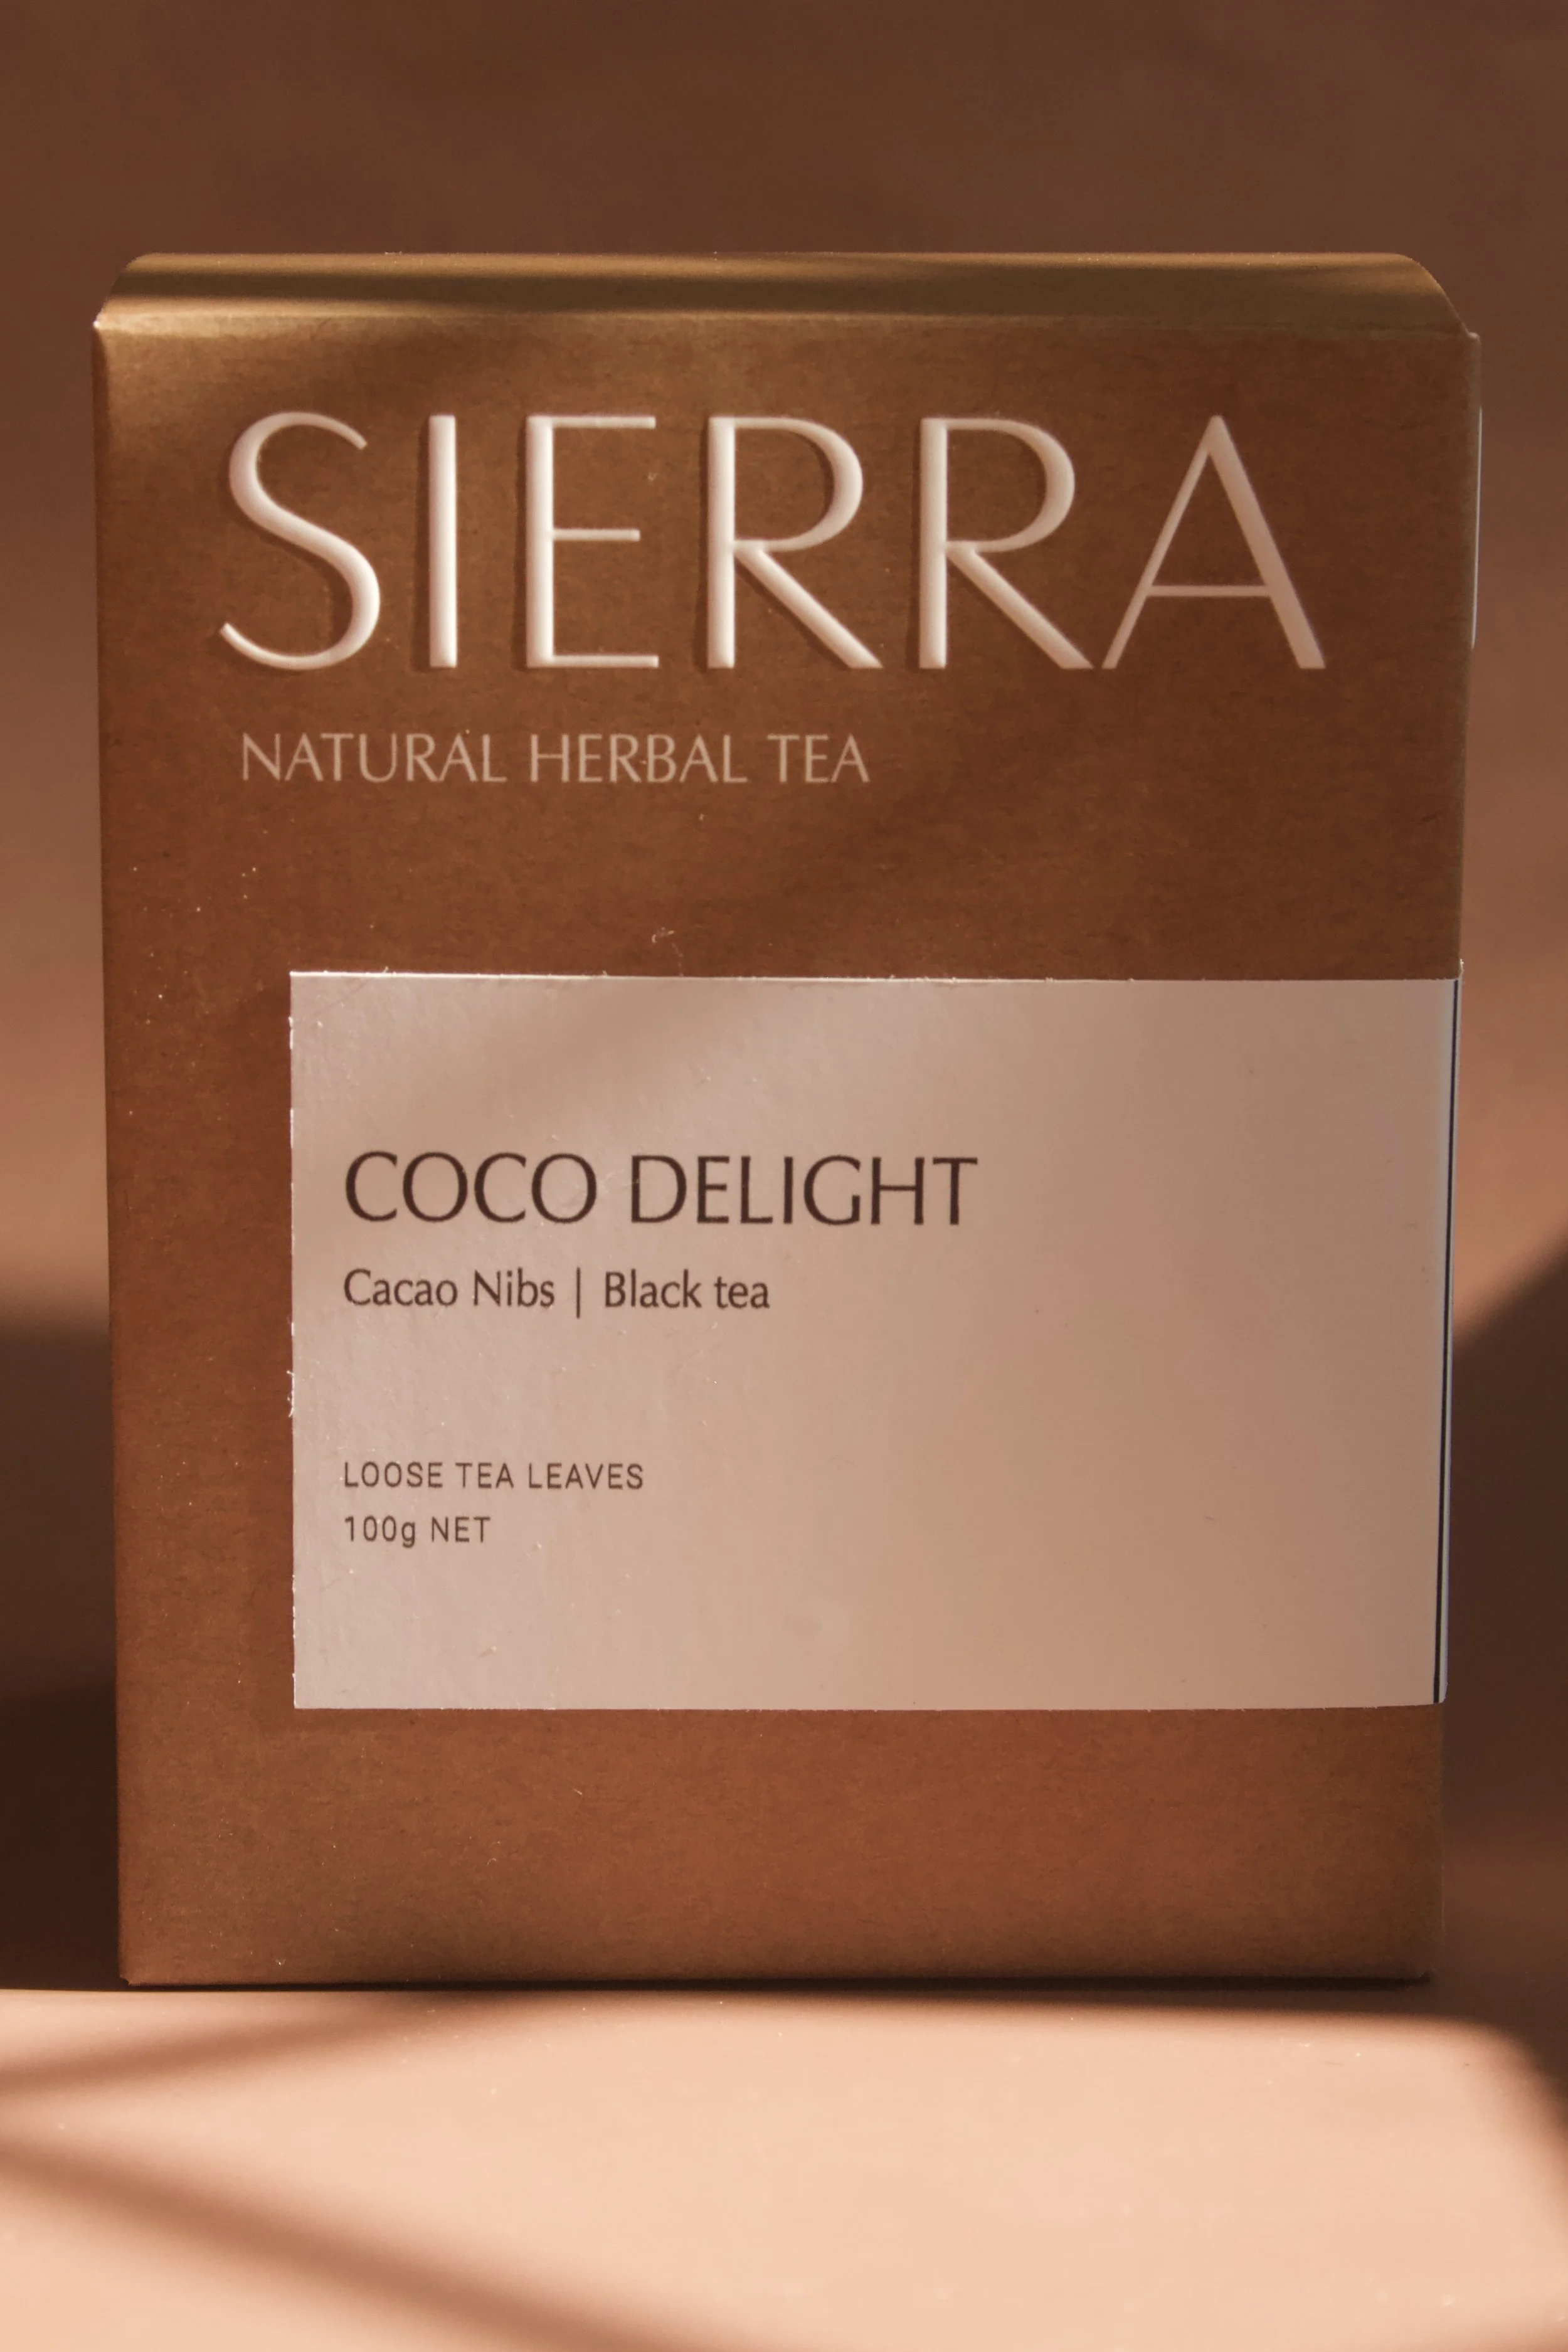 SIERRA
NATURAL HERBAL TEA
COCO DELIGHT
Cacao Nibs | Black tea
LOOSE TEA LEAVES
100g NET